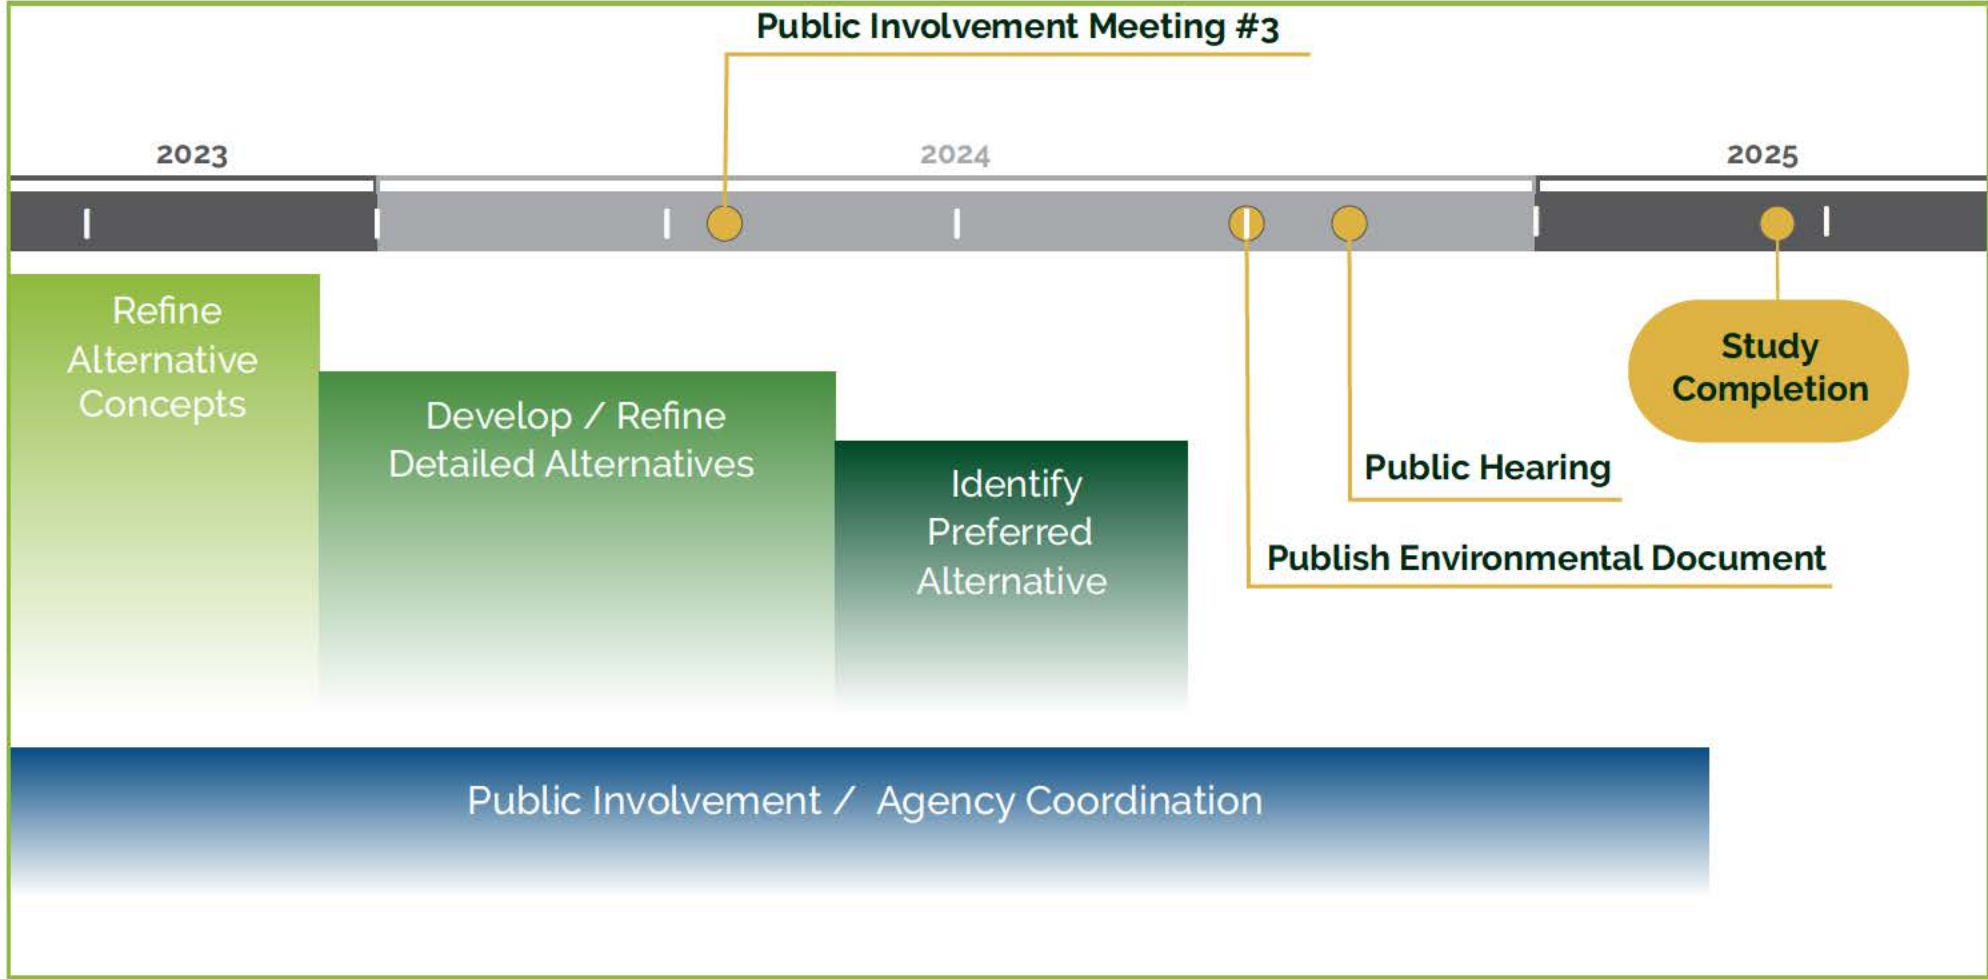 Public Involvement Meeting #3
2023
2024
2025
Refine
Alternative
Concepts
Develop / Refine
Detailed Alternatives
Identify
Preferred
Alternative
Study
Completion
Public Hearing
Publish Environmental Document
Public Involvement / Agency Coordination